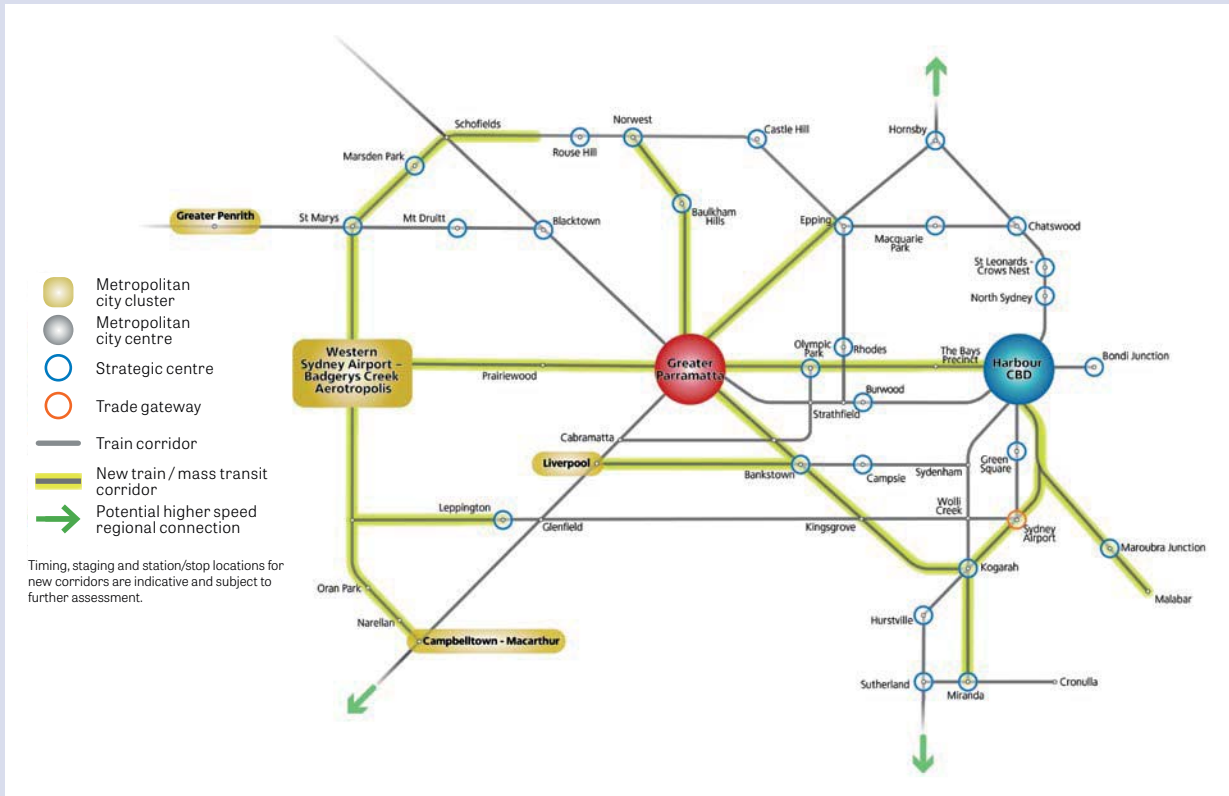 Schofields
Norwest
Castle Hill
Hornsby
Rouse Hill
Marsden Park
Greater Penrith
St Marys
Mt Druitt
Blacktown
Baulkham
Hills
Epping
Macquarie
Park
Chatswood
St Leonards -
Crows Nest
North Sydney
Metropolitan
city cluster
Metropolitan
city centre
Strategic centre
Trade gateway
Train corridor
New train / mass transit
corridor
Potential higher speed
regional connection
Timing, staging and station/stop locations for
new corridors are indicative and subject to
further assessment.
Western
Sydney Airport –
Badgerys Creek
Aerotropolis
Prairiewood
Greater
Parramatta
Olympic
Park
Rhodes
The Bays
Precinct
Harbour
CBD
Bondi Junction
Burwood
Strathfield
Cabramatta
Liverpool
Bankstown
Campsie
Sydenham
Green
Square
Leppington
Glenfield
Kingsgrove
Wolli
Creek
Sydney
Airport
Maroubra Junction
Malabar
Kogarah
Oran Park
Narellan
Campbelltown - Macarthur
Hurstville
Sutherland
Miranda
Cronulla